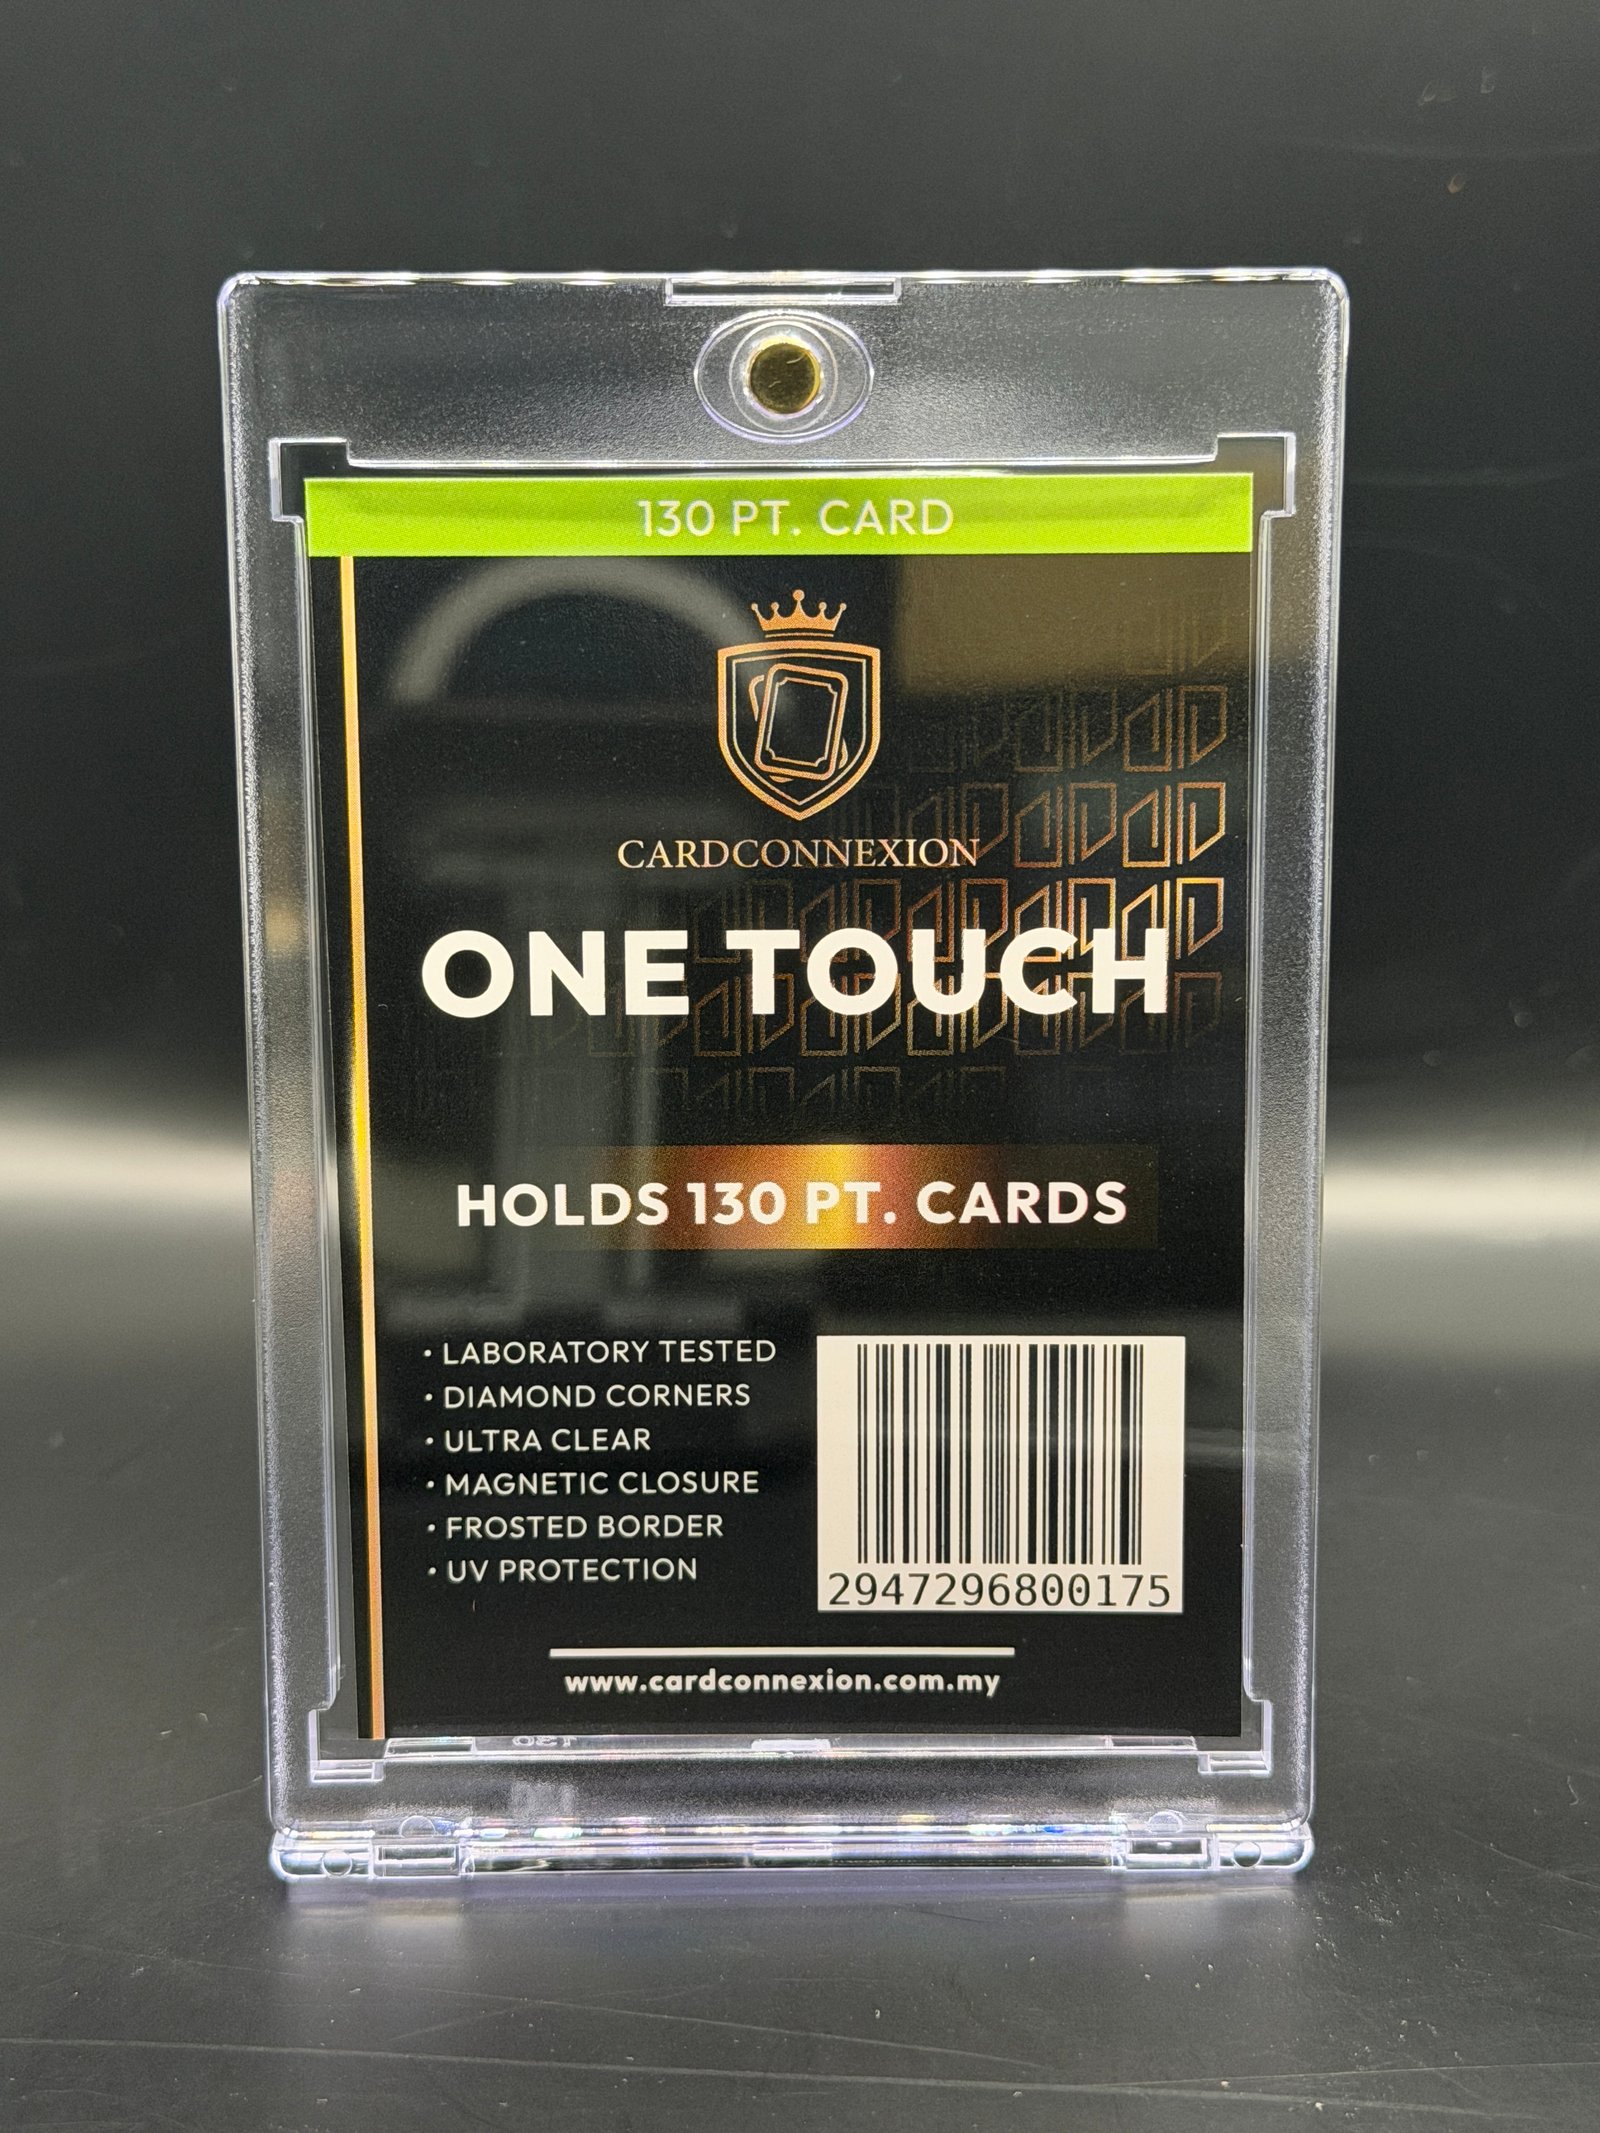 130 PT. CARD
CARDCONNEXION
ONE TOUCH
HOLDS 130 PT. CARDS
• LABORATORY TESTED
• DIAMOND CORNERS
• ULTRA CLEAR
• MAGNETIC CLOSURE
• FROSTED BORDER
• UV PROTECTION
2947296800175
www.cardconnexion.com.my
130